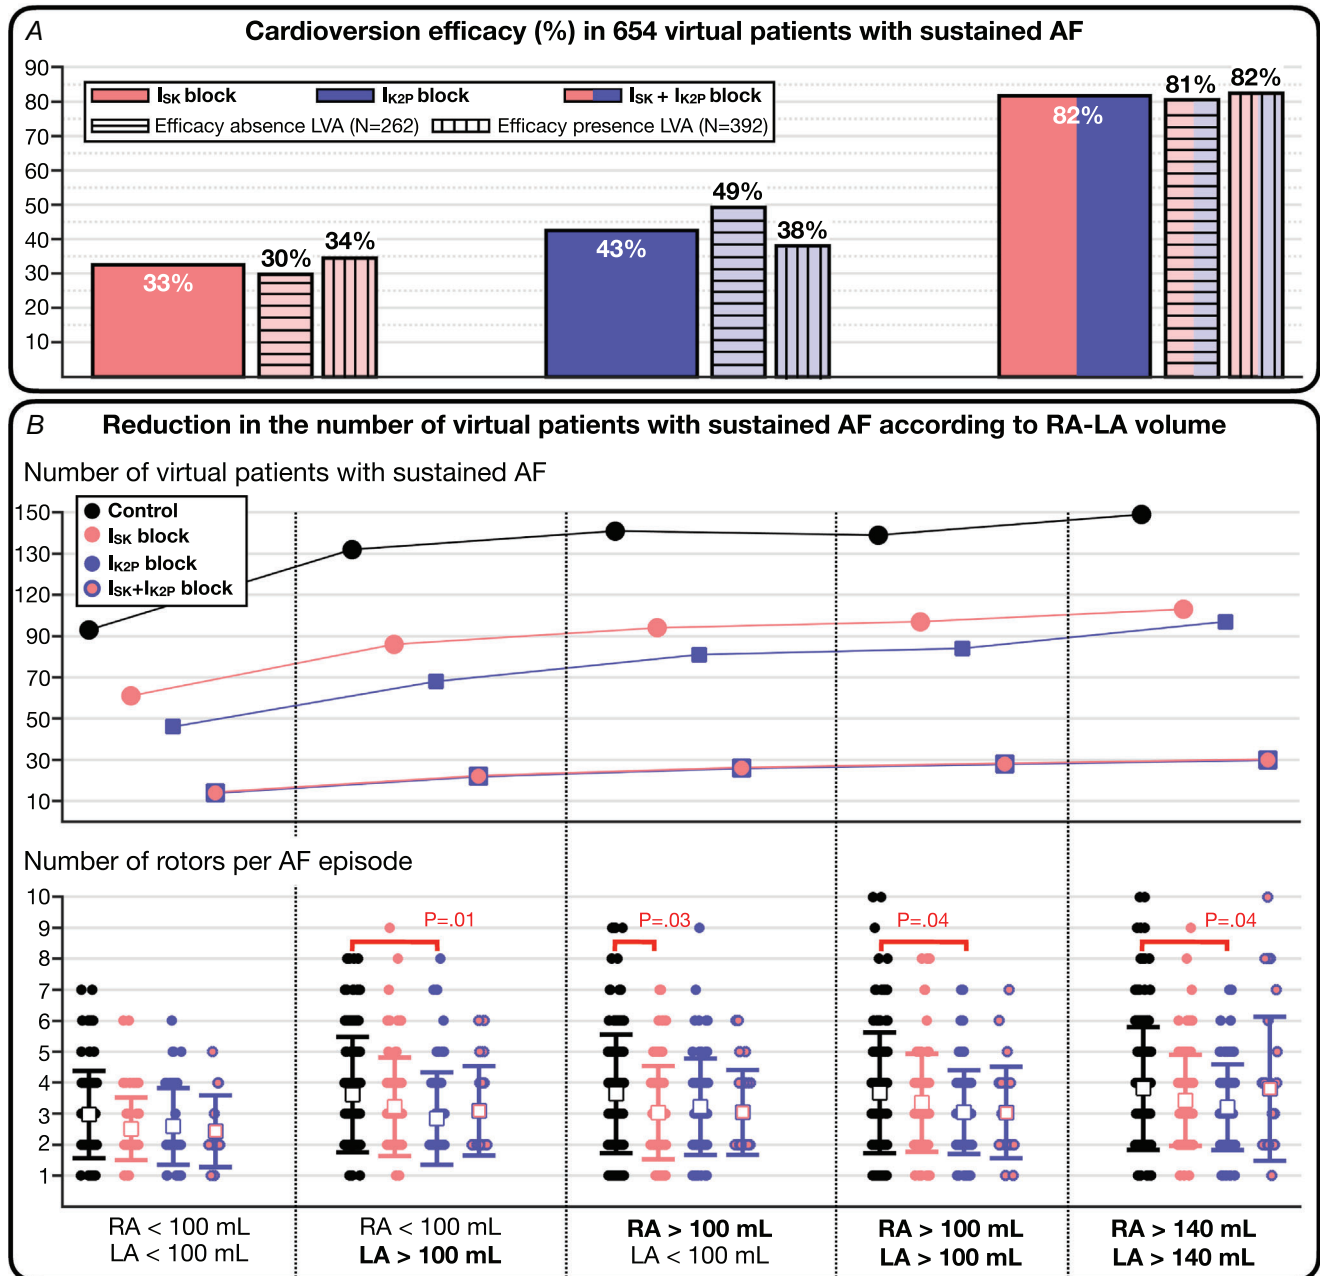 A Cardioversion efficacy (%) in 654 virtual patients with sustained AF
90
80
70
60
50
40
30
20
10
ISK block IK2P block ISK + IK2P block
Efficacy absence LVA (N=262) Efficacy presence LVA (N=392)
33% 30% 34%
43% 49% 38%
82% 81% 82%
B Reduction in the number of virtual patients with sustained AF according to RA-LA volume
Number of virtual patients with sustained AF
150
130
120
90
70
50
30
10
Control
ISK block
IK2P block
ISK+IK2P block
Number of rotors per AF episode
10
9
8
7
6
5
4
3
2
1
P=.01 P=.03 P=.04 P=.04
RA < 100 mL RA < 100 mL RA > 100 mL RA > 100 mL RA > 140 mL
LA < 100 mL LA > 100 mL LA < 100 mL LA > 100 mL LA > 140 mL